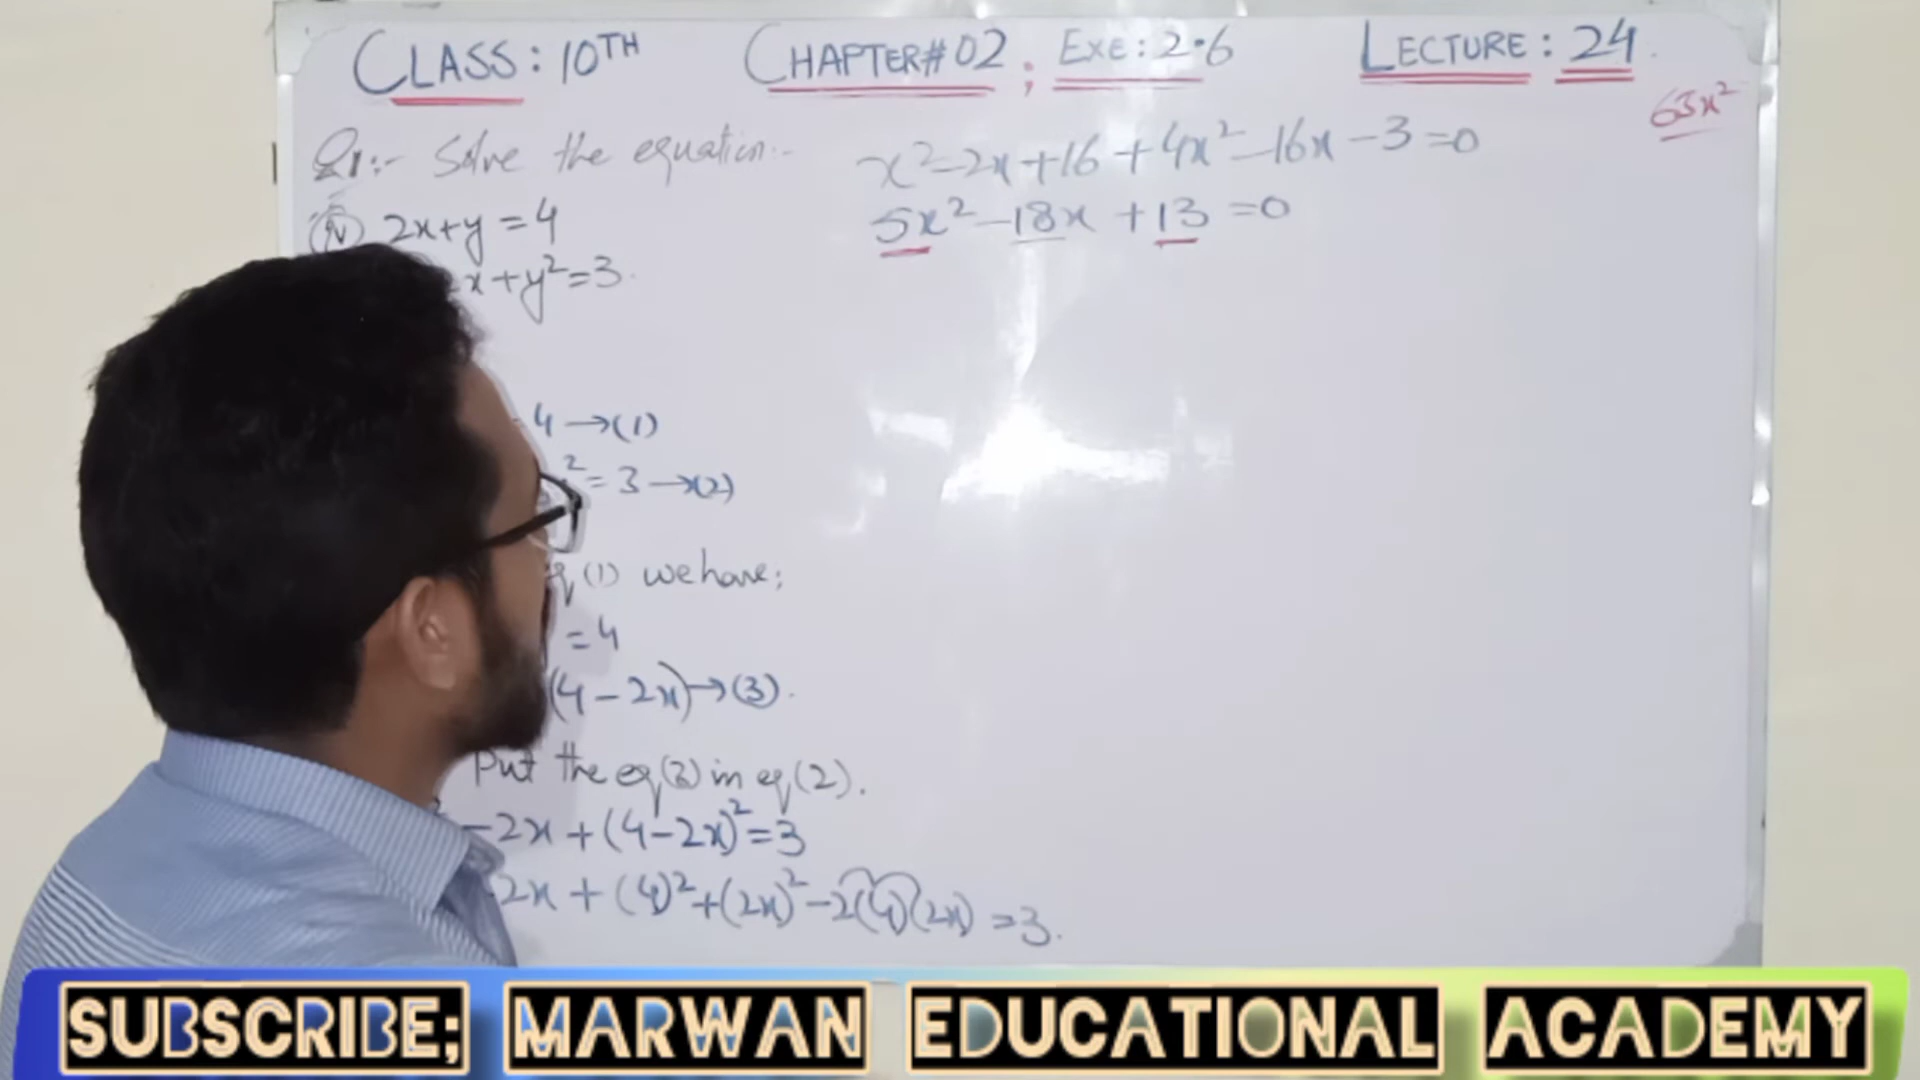 CLASS: 10TH CHAPTER#02; EXE: 2.6 LECTURE: 24.
63x²
Q1:- Solve the equation:-
(iv) 2x+y=4
x+y²=3.
4→(1)
²=3→(2)
eq(1) we have;
=4
(4-2x)→(3).
Put the eq(3) in eq(2).
²-2x+(4-2x)²=3
-2x+(4)²+(2x)²-2(4)(2x)=3.
x²-2x+16+4x²-16x-3=0
5x²-18x+13=0
SUBSCRIBE; MARWAN EDUCATIONAL ACADEMY